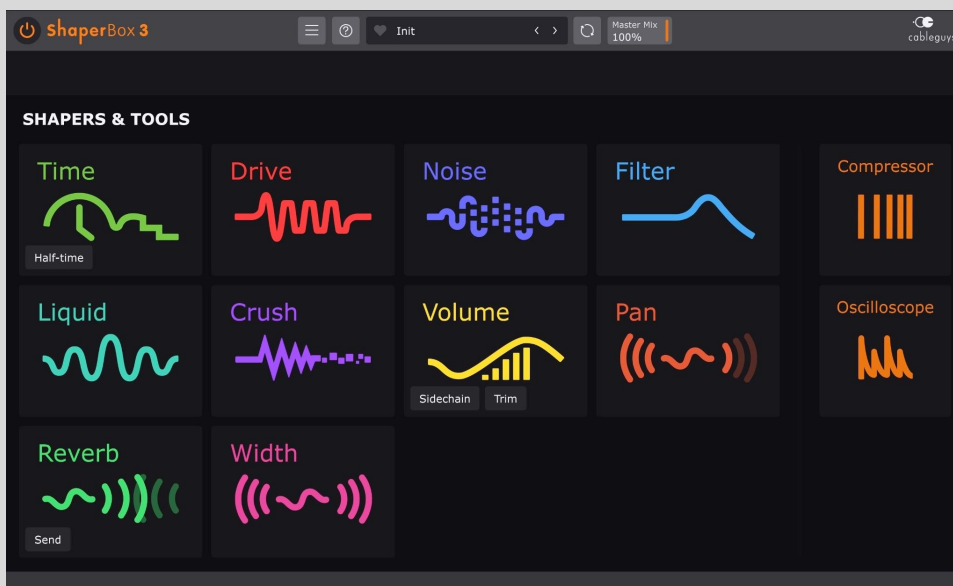 ShaperBox 3
Init
Master Mix
100%
cableguys
SHAPERS & TOOLS
Time
Half-time
Drive
Noise
Filter
Compressor
Liquid
Crush
Volume
Sidechain
Trim
Pan
Oscilloscope
Reverb
Send
Width